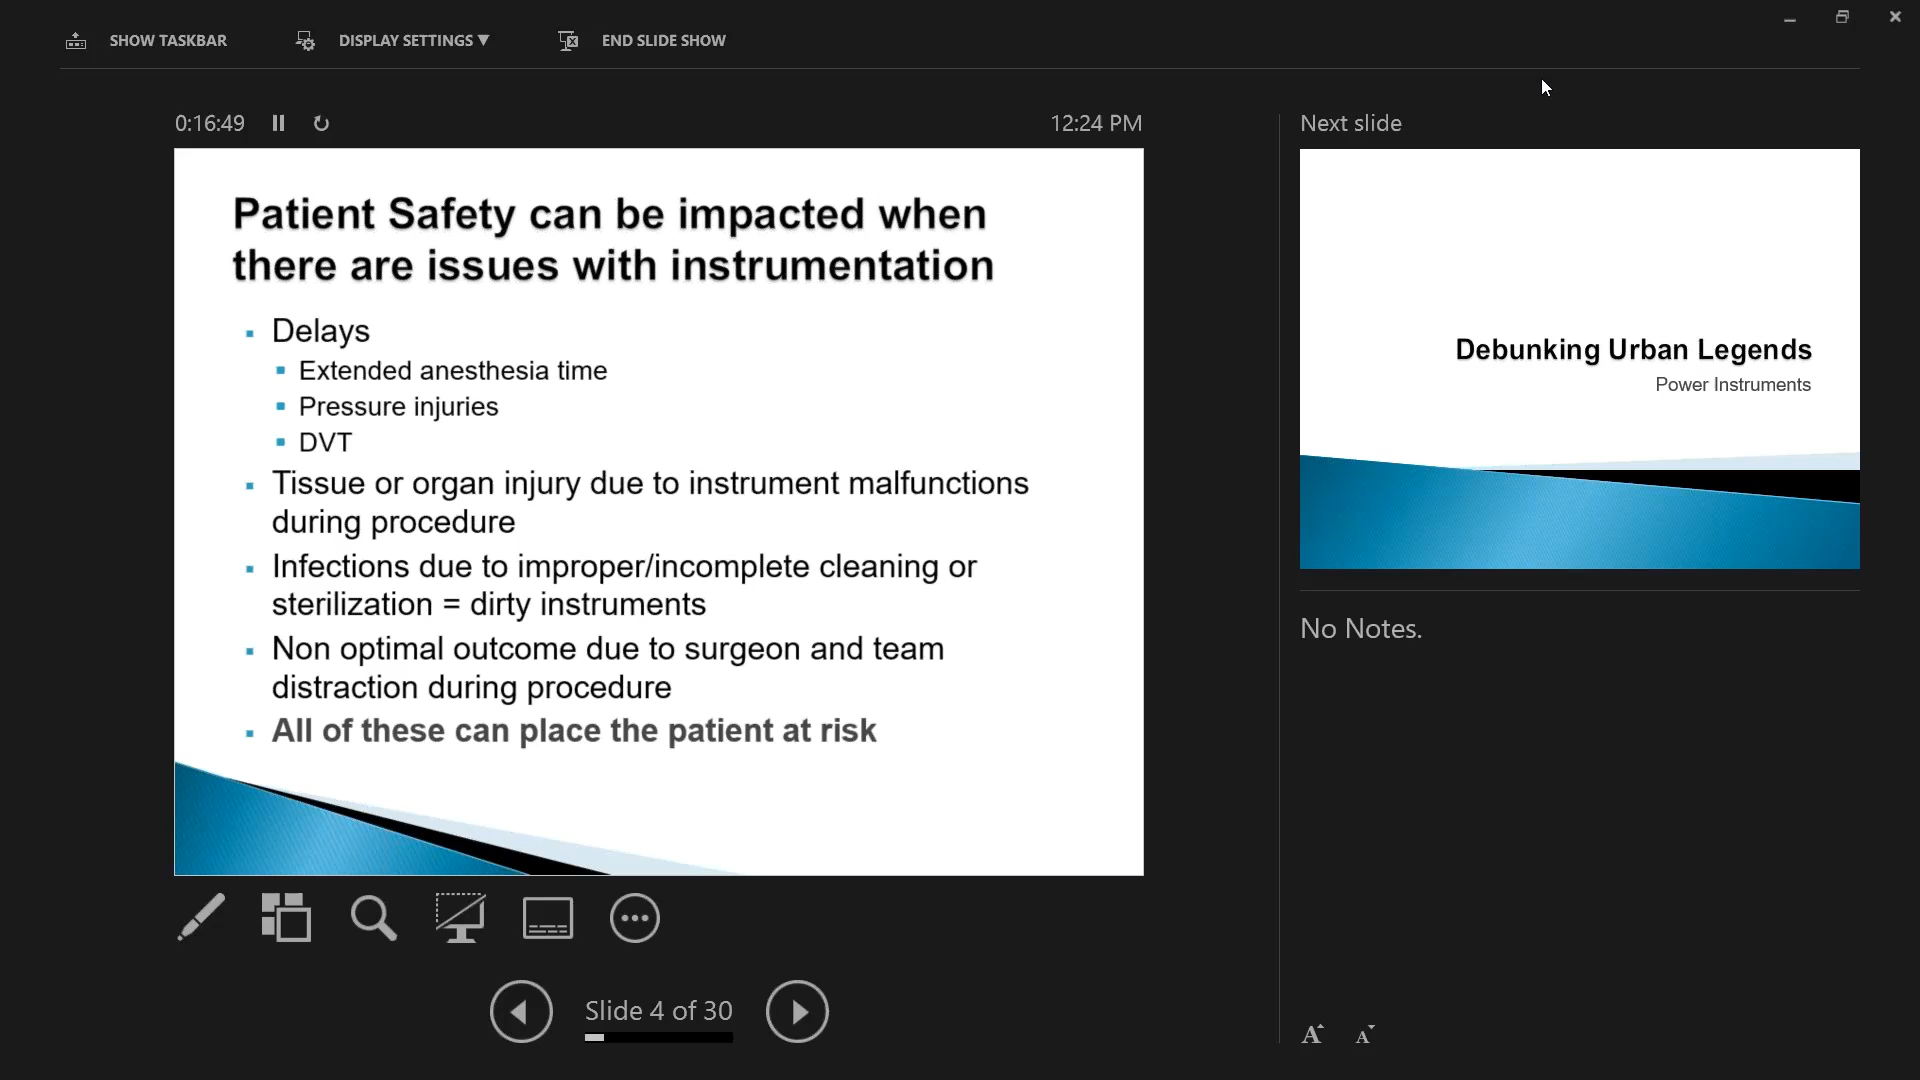 SHOW TASKBAR
DISPLAY SETTINGS ▼
END SLIDE SHOW
0:16:49
12:24 PM
Patient Safety can be impacted when
there are issues with instrumentation
Delays
Extended anesthesia time
Pressure injuries
DVT
Tissue or organ injury due to instrument malfunctions
during procedure
Infections due to improper/incomplete cleaning or
sterilization = dirty instruments
Non optimal outcome due to surgeon and team
distraction during procedure
All of these can place the patient at risk
Slide 4 of 30
Next slide
Debunking Urban Legends
Power Instruments
No Notes.
A A